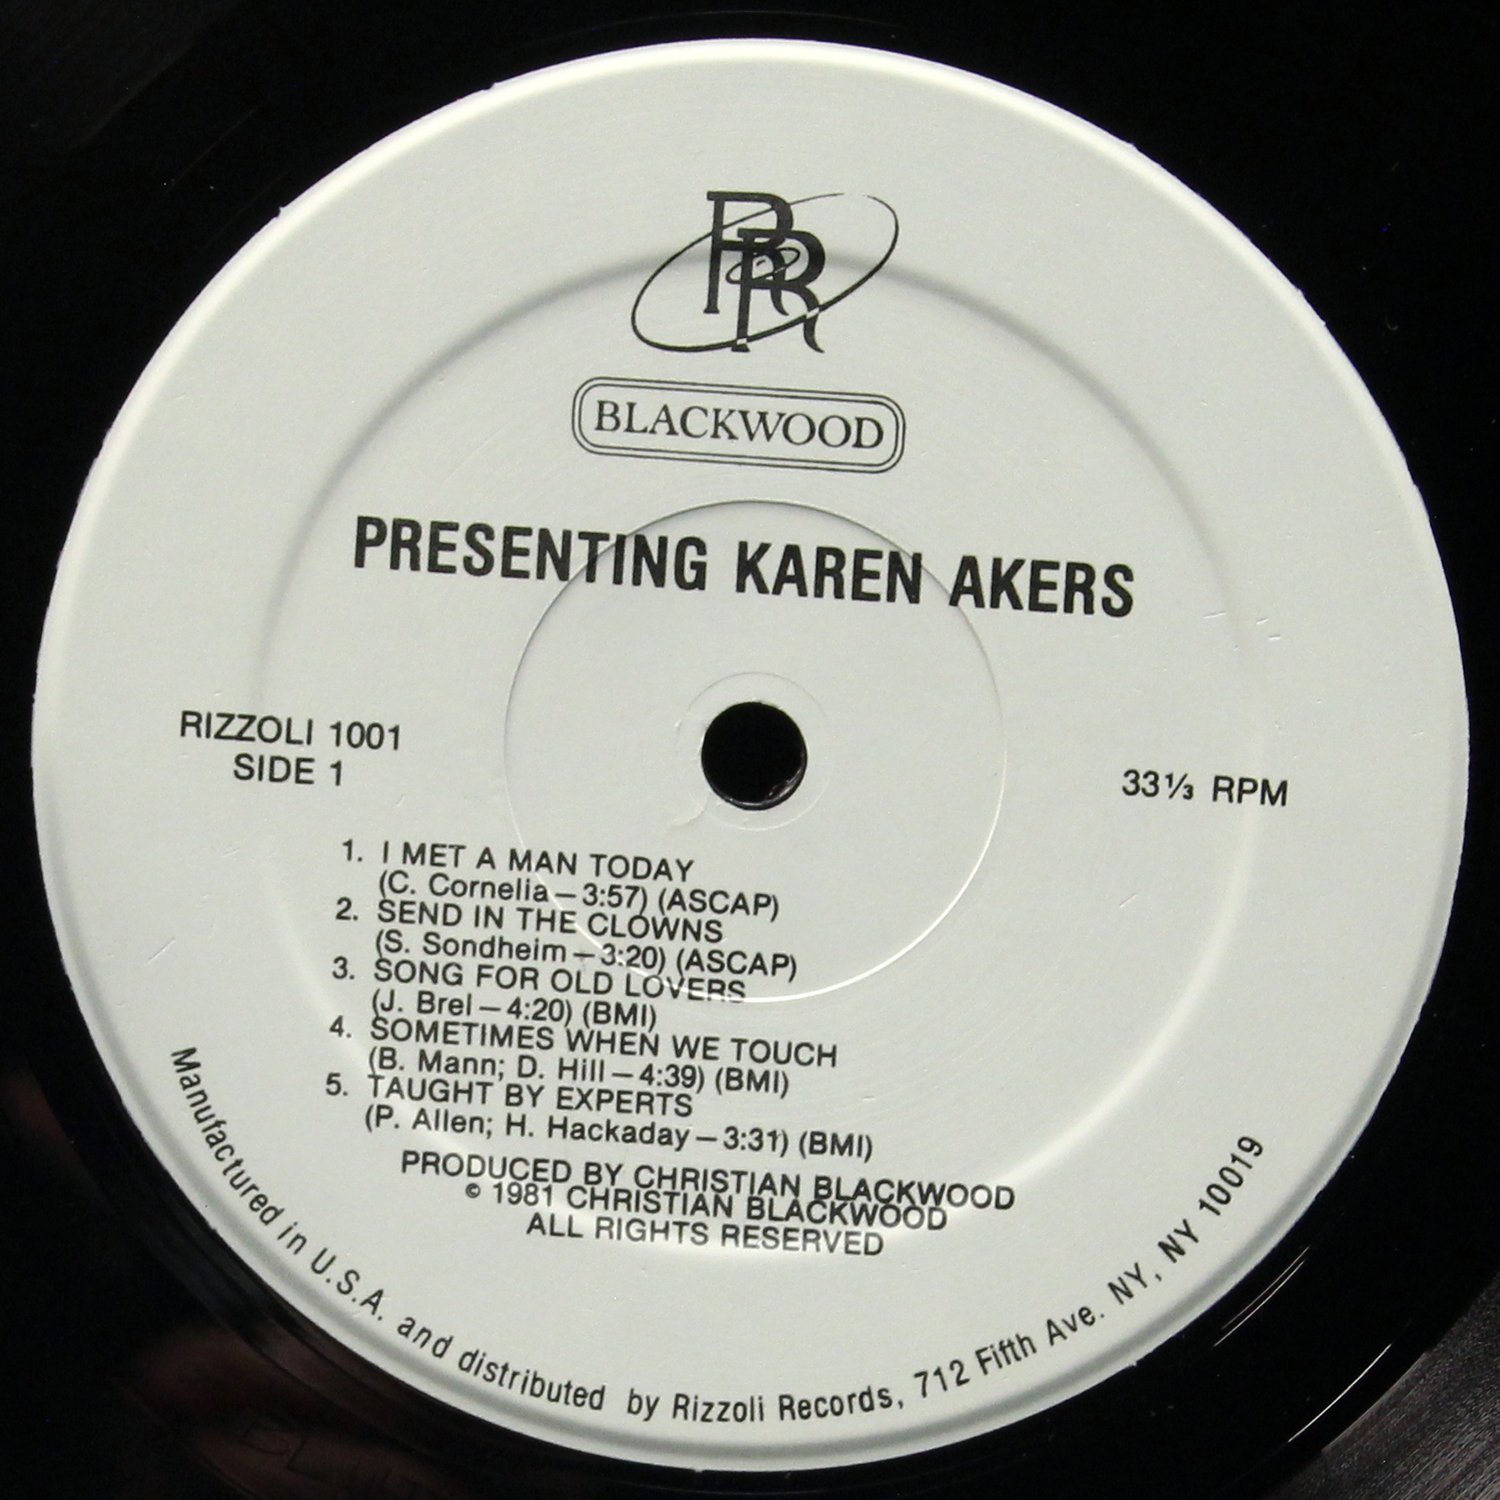 RR
BLACKWOOD
PRESENTING KAREN AKERS
RIZZOLI 1001
SIDE 1
33⅓ RPM
1. I MET A MAN TODAY
(C. Cornelia – 3:57) (ASCAP)
2. SEND IN THE CLOWNS
(S. Sondheim – 3:20) (ASCAP)
3. SONG FOR OLD LOVERS
(J. Brel – 4:20) (BMI)
4. SOMETIMES WHEN WE TOUCH
(B. Mann; D. Hill – 4:39) (BMI)
5. TAUGHT BY EXPERTS
(P. Allen; H. Hackaday – 3:31) (BMI)
PRODUCED BY CHRISTIAN BLACKWOOD
© 1981 CHRISTIAN BLACKWOOD
ALL RIGHTS RESERVED
Manufactured in U.S.A. and distributed by Rizzoli Records, 712 Fifth Ave. NY, NY 10019